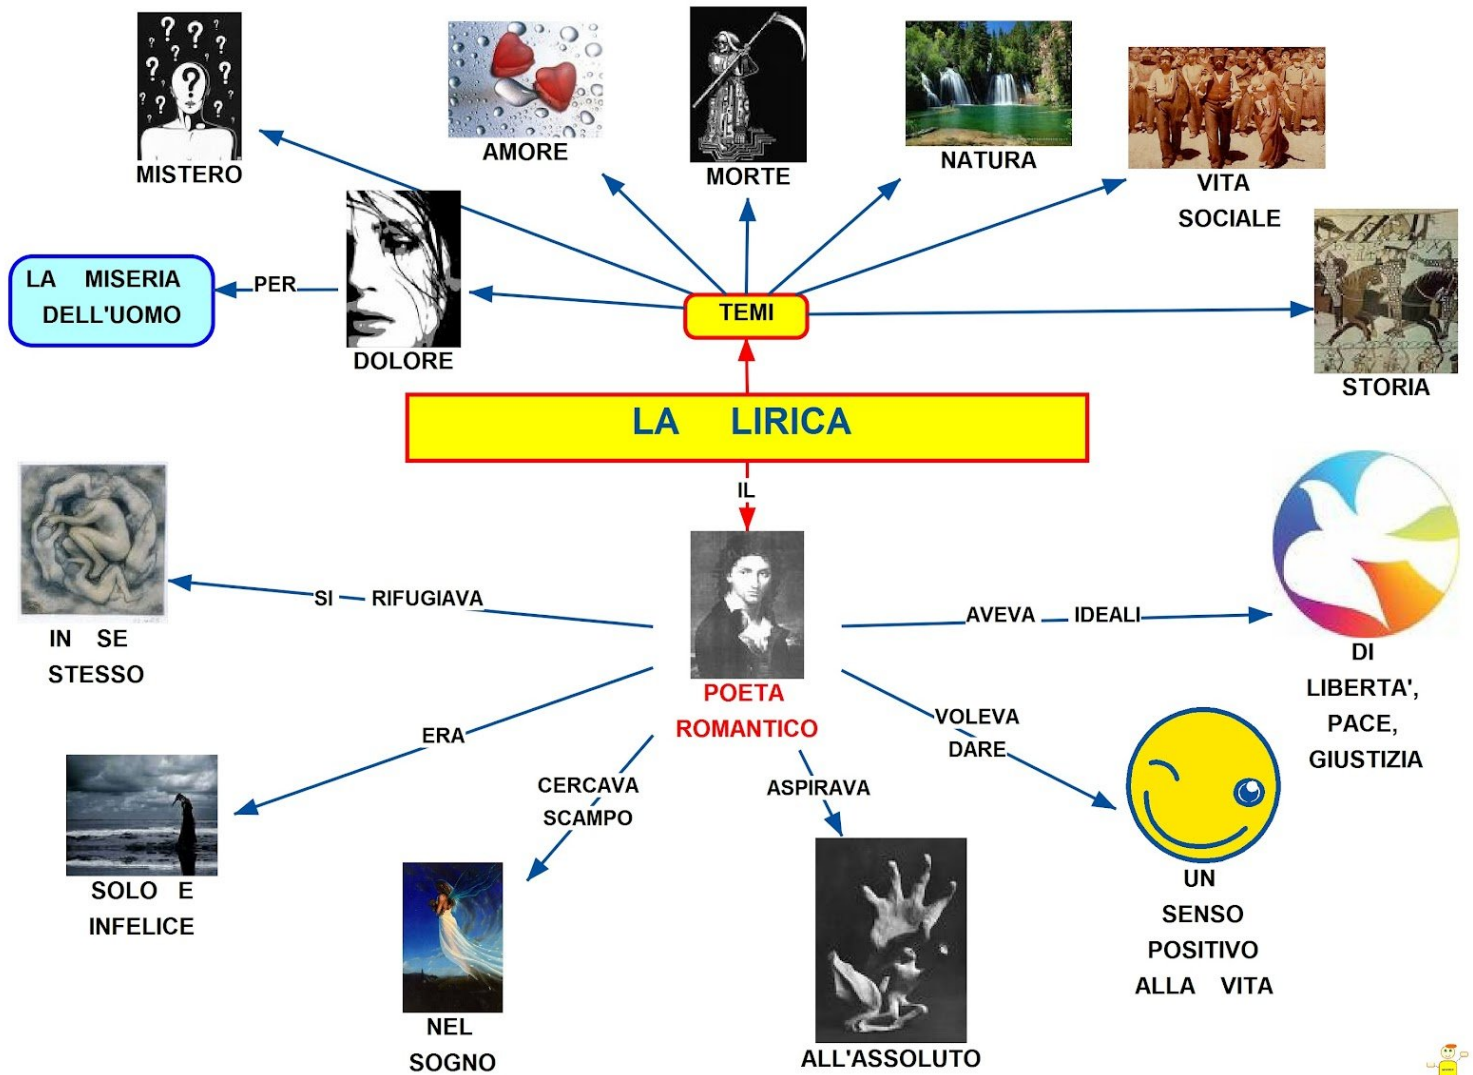 MISTERO
AMORE
MORTE
NATURA
VITA
SOCIALE
LA MISERIA
DELL'UOMO
PER
DOLORE
TEMI
STORIA
LA LIRICA
IL
POETA
ROMANTICO
SI RIFUGIAVA
IN SE
STESSO
ERA
SOLO E
INFELICE
CERCAVA
SCAMPO
NEL
SOGNO
ASPIRAVA
ALL'ASSOLUTO
VOLEVA
DARE
UN
SENSO
POSITIVO
ALLA VITA
AVEVA IDEALI
DI
LIBERTA',
PACE,
GIUSTIZIA